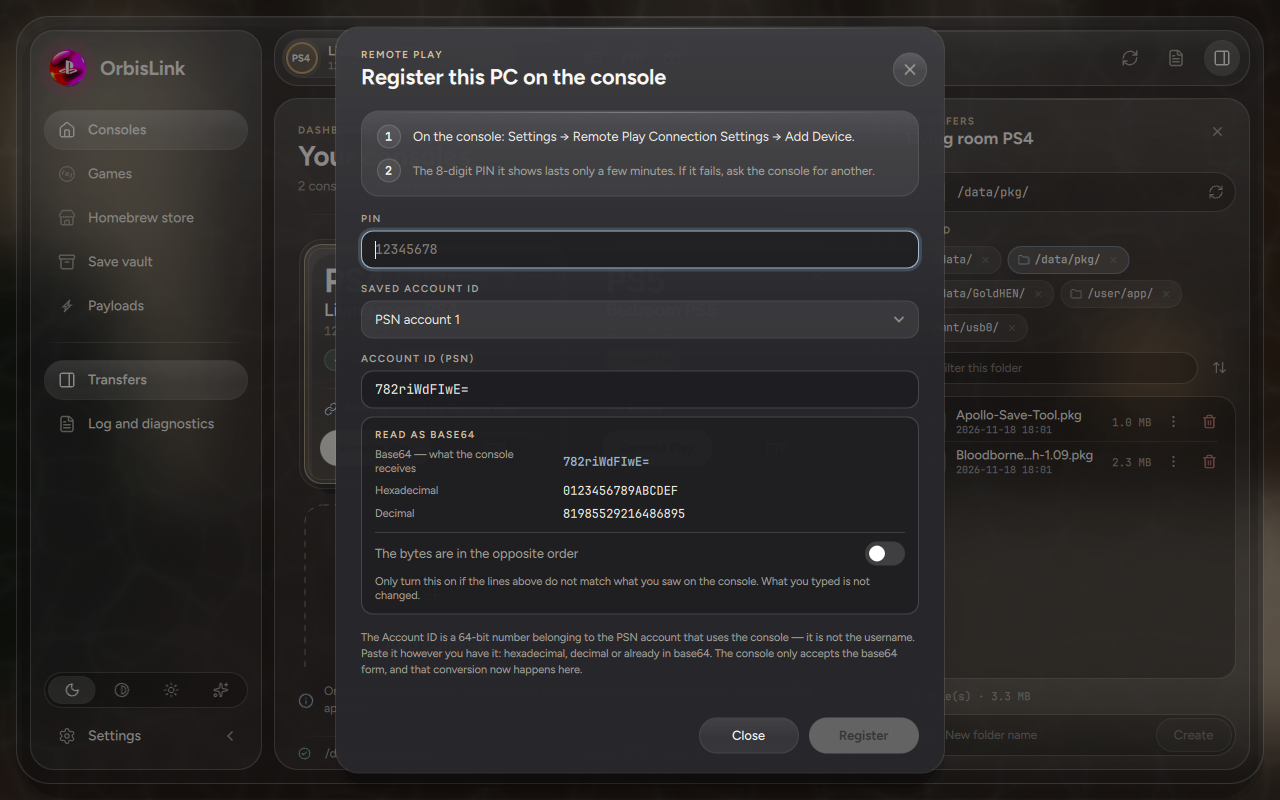 OrbisLink
Consoles
Games
Homebrew store
Save vault
Payloads
Transfers
Log and diagnostics
Settings
PS4
REMOTE PLAY
Register this PC on the console
1 On the console: Settings → Remote Play Connection Settings → Add Device.
2 The 8-digit PIN it shows lasts only a few minutes. If it fails, ask the console for another.
PIN
12345678
SAVED ACCOUNT ID
PSN account 1
ACCOUNT ID (PSN)
782riWdFIwE=
READ AS BASE64
Base64 — what the console
receives
782riWdFIwE=
Hexadecimal 0123456789ABCDEF
Decimal 81985529216486895
The bytes are in the opposite order
Only turn this on if the lines above do not match what you saw on the console. What you typed is not
changed.
The Account ID is a 64-bit number belonging to the PSN account that uses the console — it is not the username.
Paste it however you have it: hexadecimal, decimal or already in base64. The console only accepts the base64
form, and that conversion now happens here.
Close Register
room PS4
/data/pkg/
/data/pkg/
/user/app/
this folder
Apollo-Save-Tool.pkg 1.0 MB
2026-11-18 18:01
Bloodborne…h-1.09.pkg 2.3 MB
2026-11-18 18:01
3.3 MB
New folder name Create